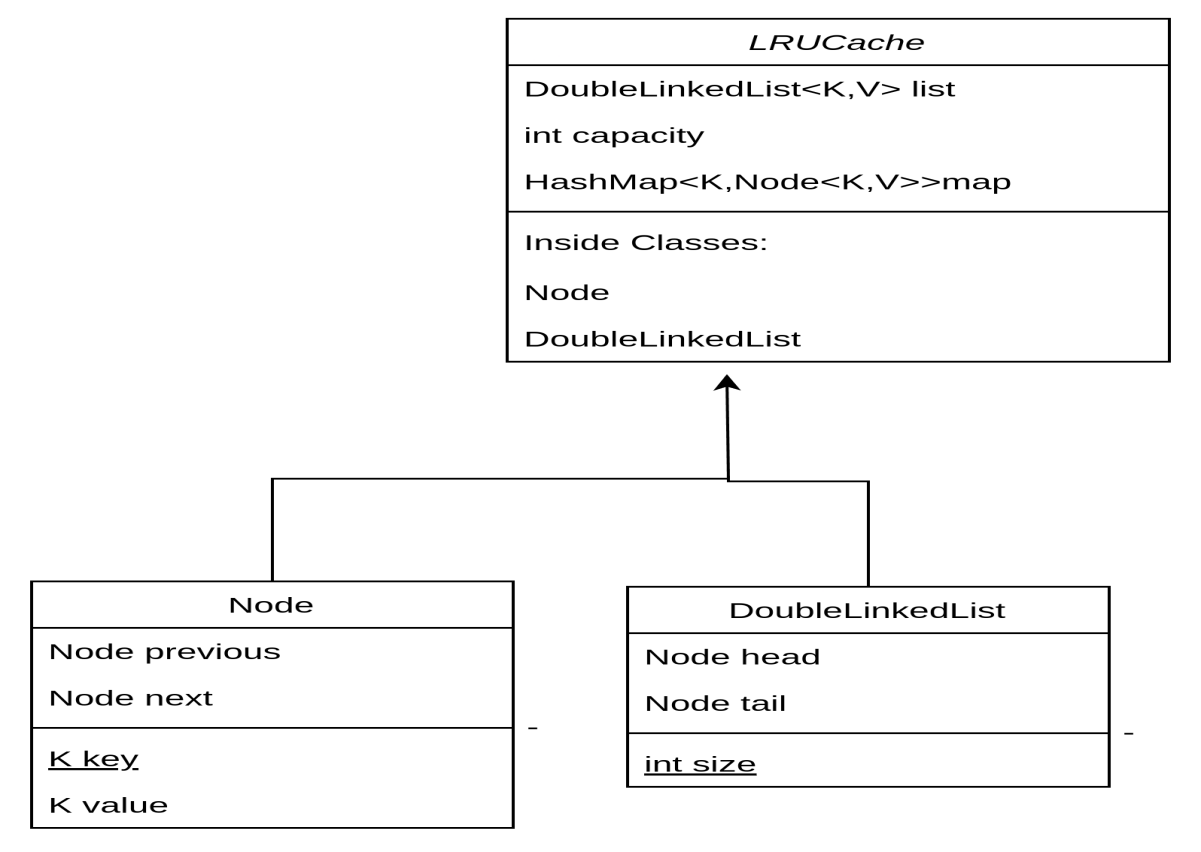 LRUCache
DoubleLinkedList<K,V> list
int capacity
HashMap<K,Node<K,V>>map
Inside Classes:
Node
DoubleLinkedList
Node
Node previous
Node next
K key
K value
DoubleLinkedList
Node head
Node tail
int size